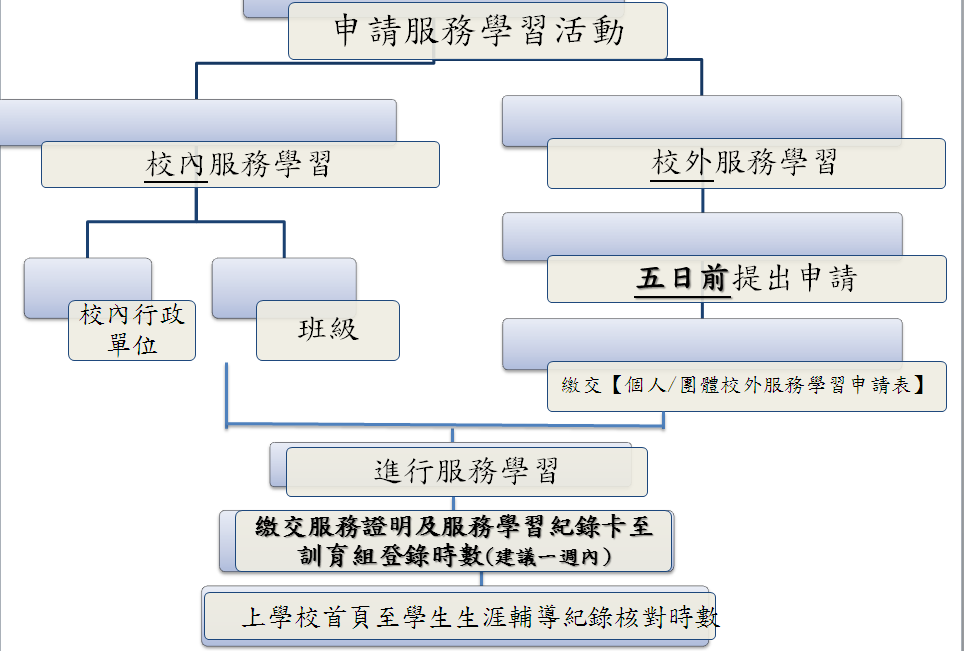 申請服務學習活動
校內服務學習
校外服務學習
五日前提出申請
校內行政
單位
班級
繳交【個人/團體校外服務學習申請表】
進行服務學習
繳交服務證明及服務學習紀錄卡至
訓育組登錄時數(建議一週內)
上學校首頁至學生生涯輔導紀錄核對時數